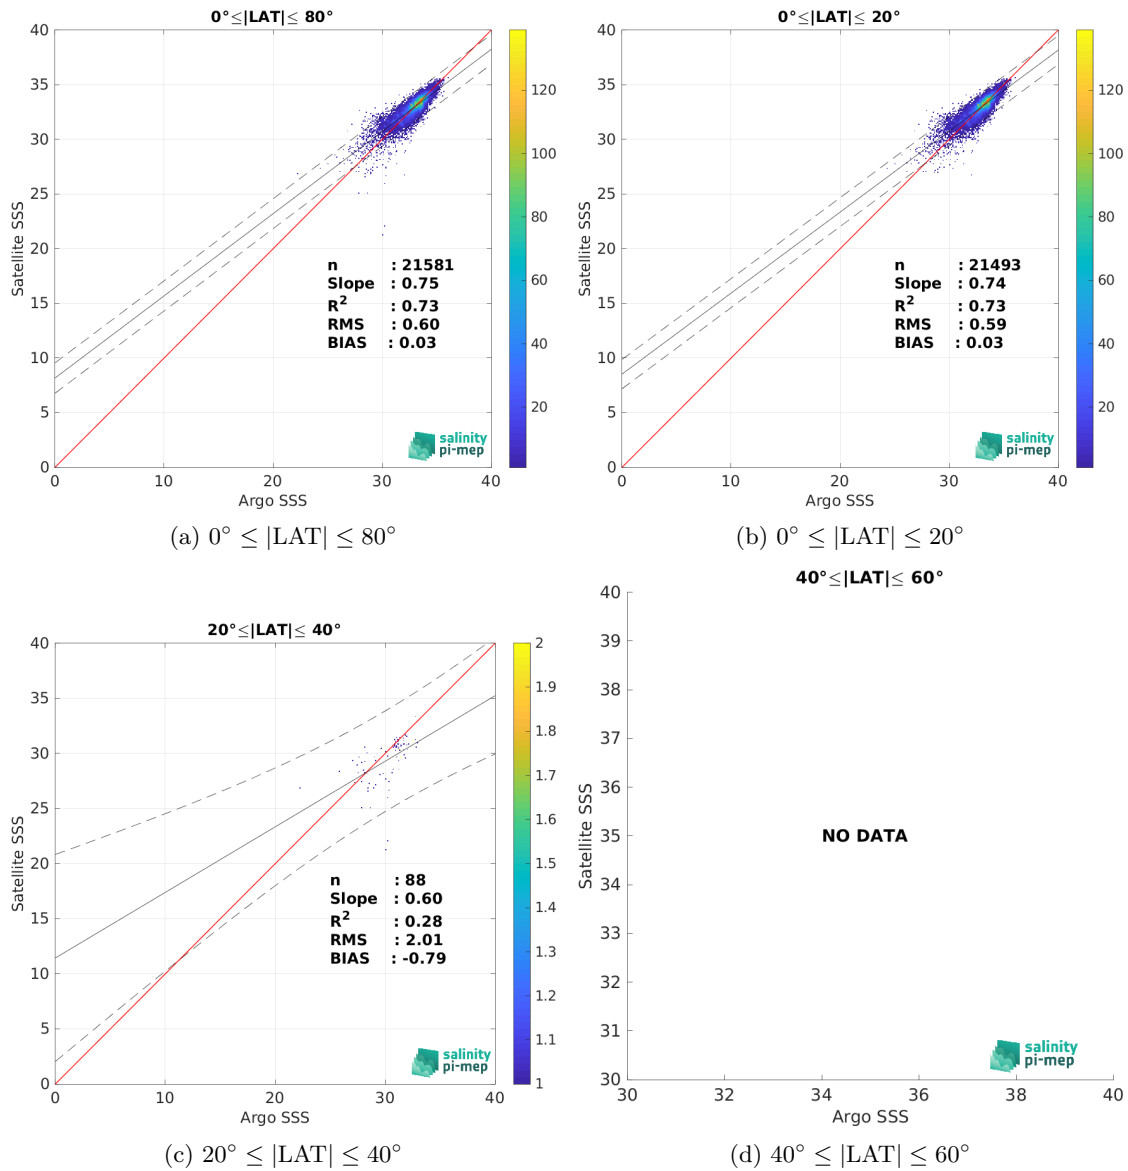 0°≤|LAT|≤ 80°
40
35
30
25
20
15
10
5
0
0
10
20
30
40
Satellite SSS
Argo SSS
120
100
80
60
40
20
n : 21581
Slope : 0.75
R2 : 0.73
RMS : 0.60
BIAS : 0.03
salinity
pi-mep
(a) 0° ≤ |LAT| ≤ 80°
0°≤|LAT|≤ 20°
40
35
30
25
20
15
10
5
0
0
10
20
30
40
Satellite SSS
Argo SSS
120
100
80
60
40
20
n : 21493
Slope : 0.74
R2 : 0.73
RMS : 0.59
BIAS : 0.03
salinity
pi-mep
(b) 0° ≤ |LAT| ≤ 20°
20°≤|LAT|≤ 40°
40
35
30
25
20
15
10
5
0
0
10
20
30
40
Satellite SSS
Argo SSS
2
1.9
1.8
1.7
1.6
1.5
1.4
1.3
1.2
1.1
1
n : 88
Slope : 0.60
R2 : 0.28
RMS : 2.01
BIAS : -0.79
salinity
pi-mep
(c) 20° ≤ |LAT| ≤ 40°
40°≤|LAT|≤ 60°
40
39
38
37
36
35
34
33
32
31
30
30
32
34
36
38
40
Satellite SSS
Argo SSS
NO DATA
salinity
pi-mep
(d) 40° ≤ |LAT| ≤ 60°